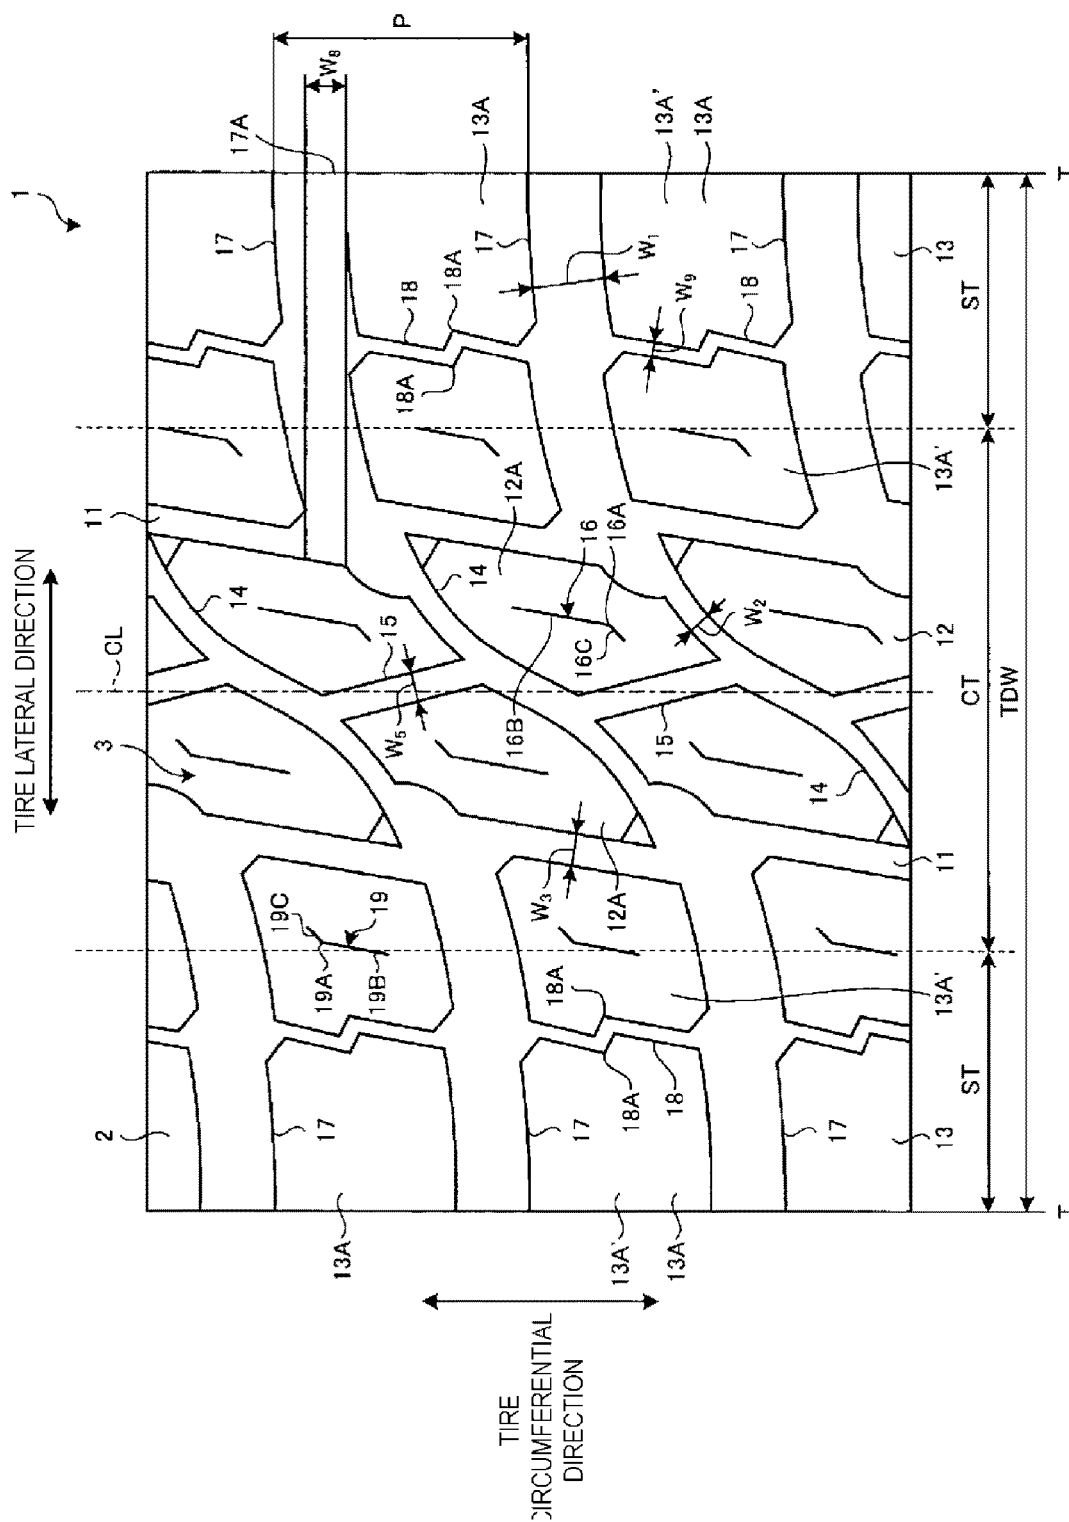 1
P
W8
17A
13A
13A'
13A
T
17
17
W1
W9
17
13
ST
18
18A
18A
18
11
12A
13A'
TIRE LATERAL DIRECTION
CL
14
15
14
16
16A
16C
16B
W2
12
CT
TDW
3
W5
15
14
11
W3
12A
19C
19
19A
19B
18A
13A'
18A
18
ST
2
17
17
17
13
T
13A
13A'
13A
TIRE
CIRCUMFERENTIAL
DIRECTION